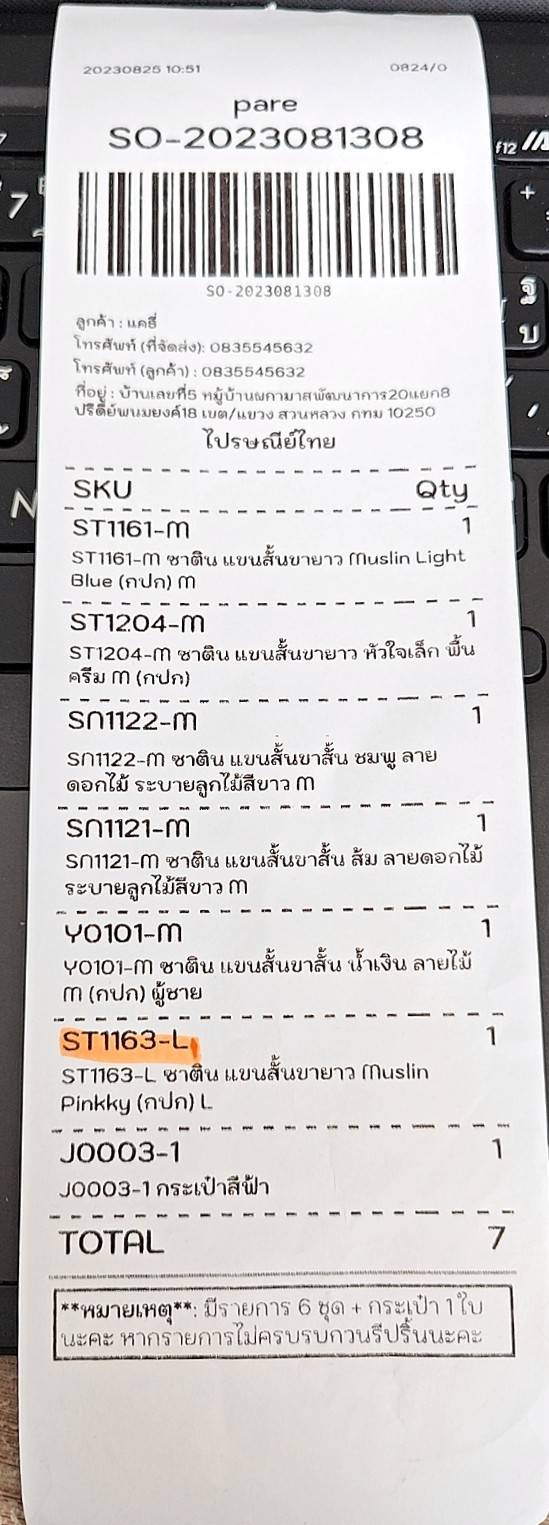 20230825 10:51 0824/0
pare
SO-2023081308
SO-2023081308
ลูกค้า : แคธี่
โทรศัพท์ (ที่จัดส่ง): 0835545632
โทรศัพท์ (ลูกค้า) : 0835545632
ที่อยู่ : บ้านเลขที่5 หมู่บ้านผกามาศพัฒนาการ20แยก8
ปรีดีย์พนมยงค์18 เขต/แขวง สวนหลวง กทม 10250
ไปรษณีย์ไทย
SKU Qty
ST1161-M 1
ST1161-M ซาติน แขนสั้นขายาว Muslin Light
Blue (กปก) M
ST1204-M 1
ST1204-M ซาติน แขนสั้นขายาว หัวใจเล็ก พื้น
ครีม M (กปก)
SN1122-M 1
SN1122-M ซาติน แขนสั้นขาสั้น ชมพู ลาย
ดอกไม้ ระบายลูกไม้สีขาว M
SN1121-M 1
SN1121-M ซาติน แขนสั้นขาสั้น ส้ม ลายดอกไม้
ระบายลูกไม้สีขาว M
YO101-M 1
YO101-M ซาติน แขนสั้นขาสั้น น้ำเงิน ลายไม้
M (กปก) ผู้ชาย
ST1163-L 1
ST1163-L ซาติน แขนสั้นขายาว Muslin
Pinkky (กปก) L
J0003-1 1
J0003-1 กระเป๋าสีฟ้า
TOTAL 7
**หมายเหตุ**: มีรายการ 6 ชุด + กระเป๋า 1 ใบ
นะคะ หากรายการไม่ครบรบกวนรีปริ้นนะคะ
f12
7
+
ฐ
บ
,
/
N